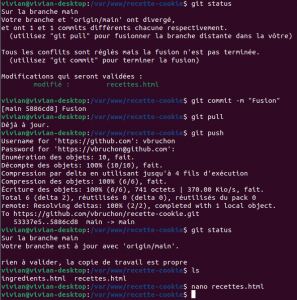 vivian@vivian-desktop:/var/www/recette-cookie$ git status
Sur la branche main
Votre branche et 'origin/main' ont divergé,
et ont 1 et 1 commits différents chacune respectivement.
(utilisez "git pull" pour fusionner la branche distante dans la vôtre)
Tous les conflits sont réglés mais la fusion n'est pas terminée.
(utilisez "git commit" pour terminer la fusion)
Modifications qui seront validées :
modifié : recettes.html
vivian@vivian-desktop:/var/www/recette-cookie$ git commit -m "Fusion"
[main 5886cd8] Fusion
vivian@vivian-desktop:/var/www/recette-cookie$ git pull
Déjà à jour.
vivian@vivian-desktop:/var/www/recette-cookie$ git push
Username for 'https://github.com': vbruchon
Password for 'https://vbruchon@github.com':
Énumération des objets: 10, fait.
Décompte des objets: 100% (10/10), fait.
Compression par delta en utilisant jusqu'à 4 fils d'exécution
Compression des objets: 100% (6/6), fait.
Écriture des objets: 100% (6/6), 741 octets | 370.00 Kio/s, fait.
Total 6 (delta 2), réutilisés 0 (delta 0), réutilisés du pack 0
remote: Resolving deltas: 100% (2/2), completed with 1 local object.
To https://github.com/vbruchon/recette-cookie.git
53337e5..5886cd8 main -> main
vivian@vivian-desktop:/var/www/recette-cookie$ git status
Sur la branche main
Votre branche est à jour avec 'origin/main'.
rien à valider, la copie de travail est propre
vivian@vivian-desktop:/var/www/recette-cookie$ ls
ingredients.html recettes.html
vivian@vivian-desktop:/var/www/recette-cookie$ nano recettes.html
vivian@vivian-desktop:/var/www/recette-cookie$